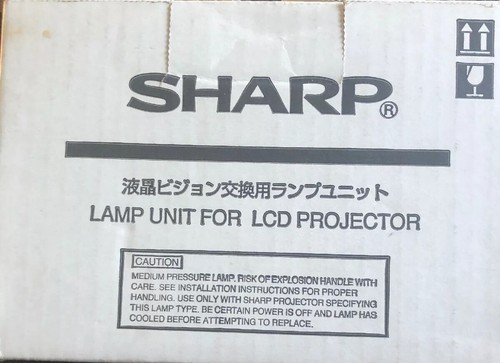 SHARP®
液晶ビジョン交換用ランプユニット
LAMP UNIT FOR LCD PROJECTOR
CAUTION
MEDIUM PRESSURE LAMP. RISK OF EXPLOSION HANDLE WITH
CARE. SEE INSTALLATION INSTRUCTIONS FOR PROPER
HANDLING. USE ONLY WITH SHARP PROJECTOR SPECIFYING
THIS LAMP TYPE. BE CERTAIN POWER IS OFF AND LAMP HAS
COOLED BEFORE ATTEMPTING TO REPLACE.